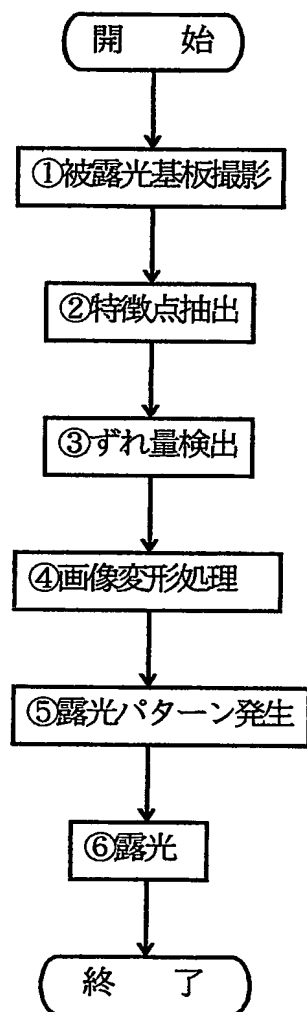 開　始
①被露光基板撮影
②特徴点抽出
③ずれ量検出
④画像変形処理
⑤露光パターン発生
⑥露光
終　了